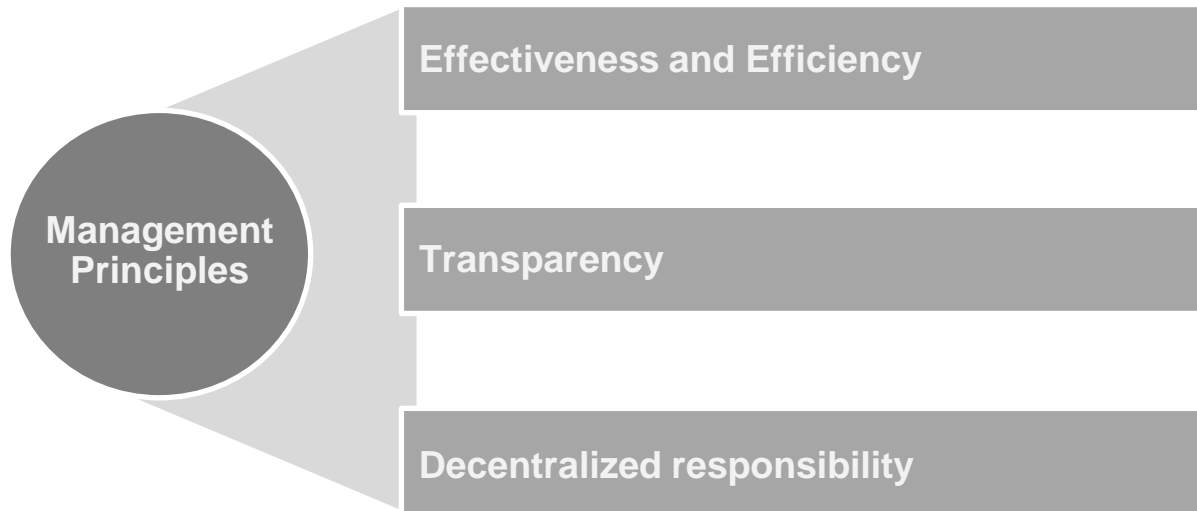 Effectiveness and Efficiency
Management
Principles
Transparency
Decentralized responsibility